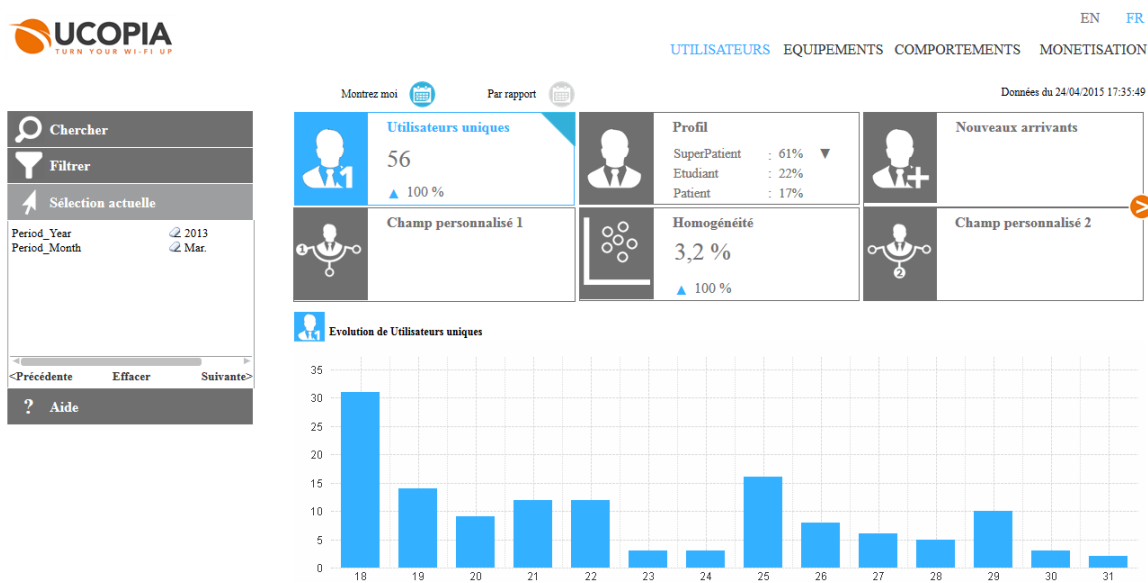 UCOPIA
TURN YOUR WI-FI UP
EN FR
UTILISATEURS EQUIPEMENTS COMPORTEMENTS MONETISATION
Montrez moi Par rapport Données du 24/04/2015 17:35:49
Chercher
Filtrer
Sélection actuelle
Period_Year 2013
Period_Month Mar.
<Précédente Effacer Suivante>
? Aide
Utilisateurs uniques
56
▲ 100 %
1
Profil
SuperPatient : 61% ▼
Etudiant : 22%
Patient : 17%
Nouveaux arrivants
Champ personnalisé 1
1
Homogénéité
3,2 %
▲ 100 %
Champ personnalisé 2
2
1
Evolution de Utilisateurs uniques
35
30
25
20
15
10
5
0
18 19 20 21 22 23 24 25 26 27 28 29 30 31